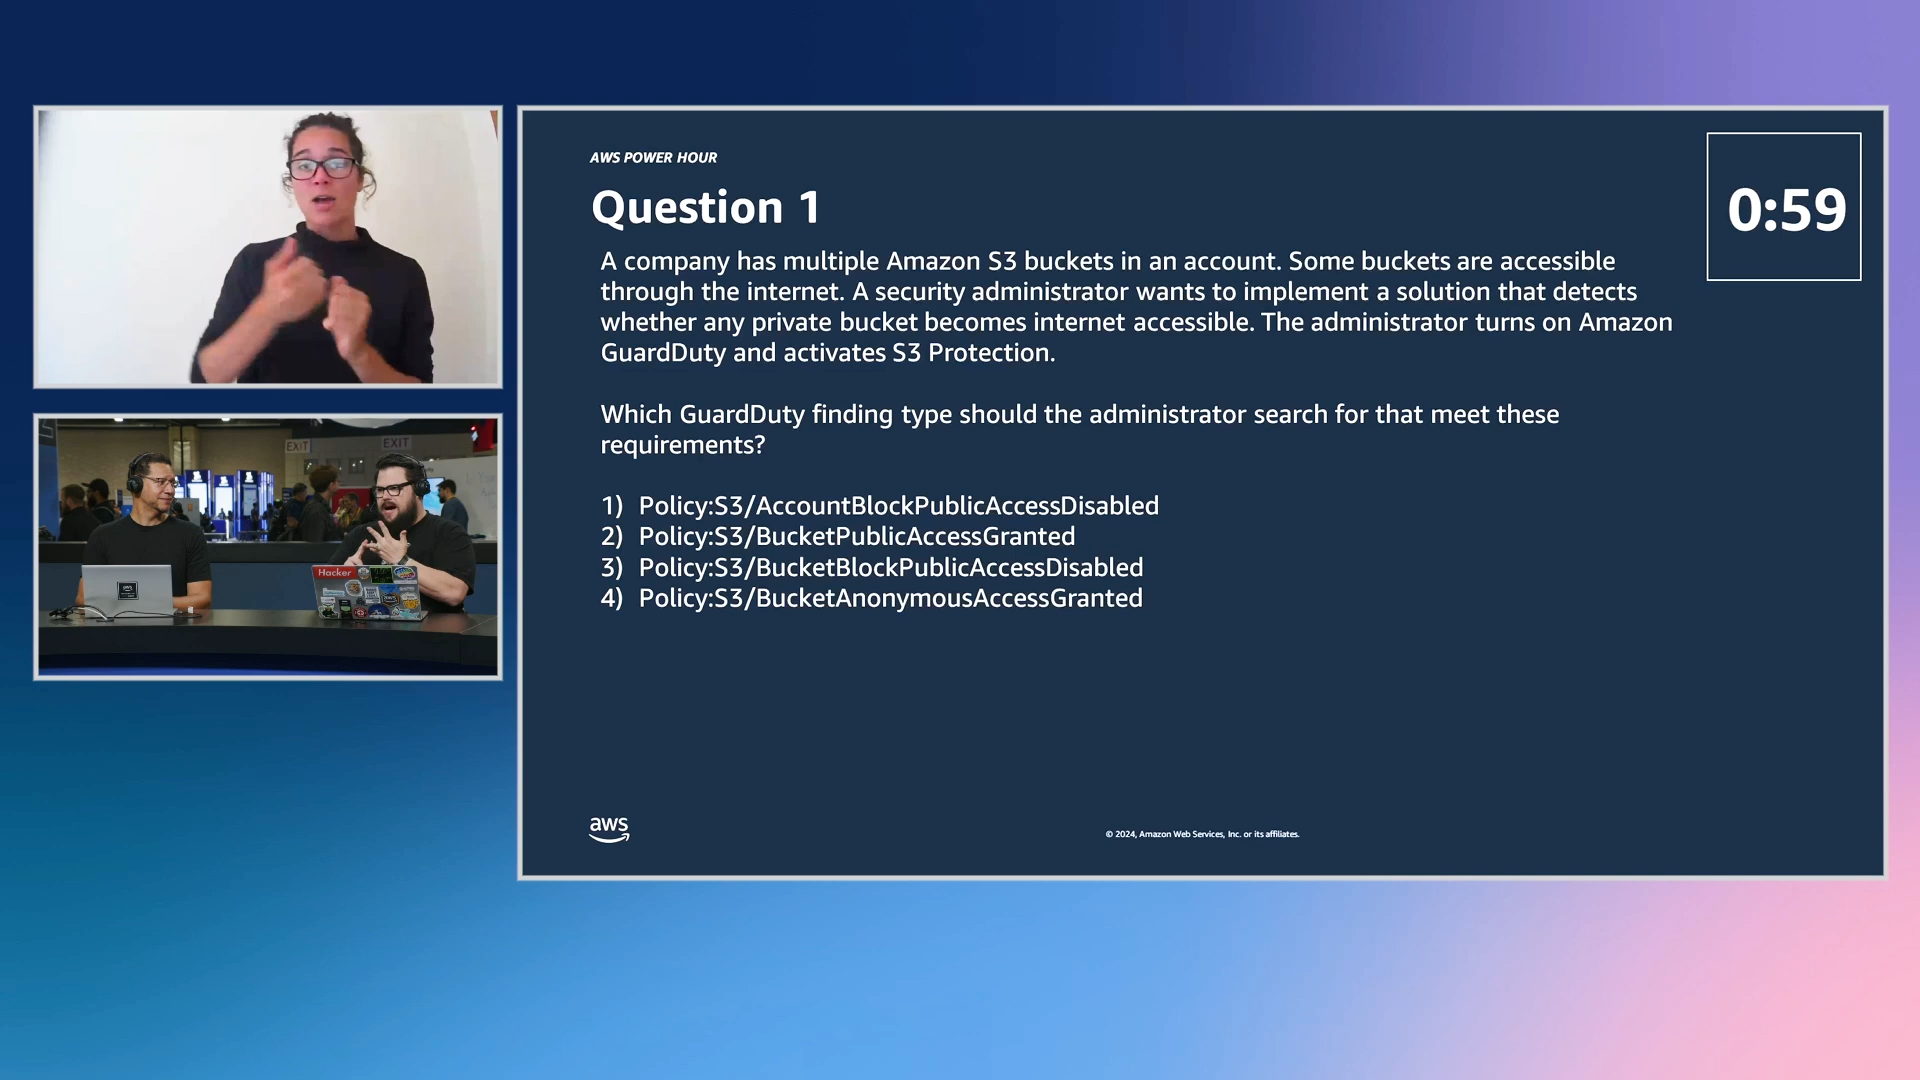 AWS POWER HOUR
Question 1
0:59
A company has multiple Amazon S3 buckets in an account. Some buckets are accessible
through the internet. A security administrator wants to implement a solution that detects
whether any private bucket becomes internet accessible. The administrator turns on Amazon
GuardDuty and activates S3 Protection.
Which GuardDuty finding type should the administrator search for that meet these
requirements?
1) Policy:S3/AccountBlockPublicAccessDisabled
2) Policy:S3/BucketPublicAccessGranted
3) Policy:S3/BucketBlockPublicAccessDisabled
4) Policy:S3/BucketAnonymousAccessGranted
EXIT
EXIT
Hacker
aws
aws
© 2024, Amazon Web Services, Inc. or its affiliates.